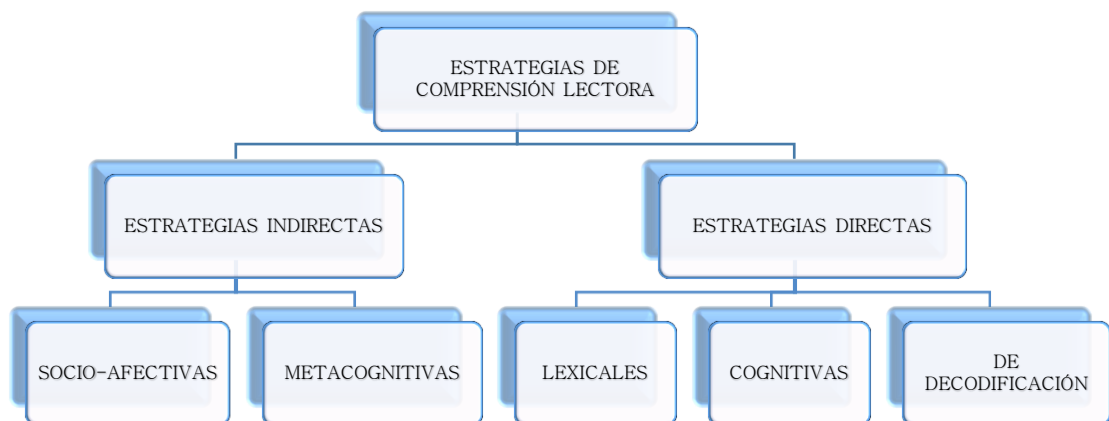 ESTRATEGIAS DE
COMPRENSIÓN LECTORA
ESTRATEGIAS INDIRECTAS
ESTRATEGIAS DIRECTAS
SOCIO-AFECTIVAS
METACOGNITIVAS
LEXICALES
COGNITIVAS
DE
DECODIFICACIÓN